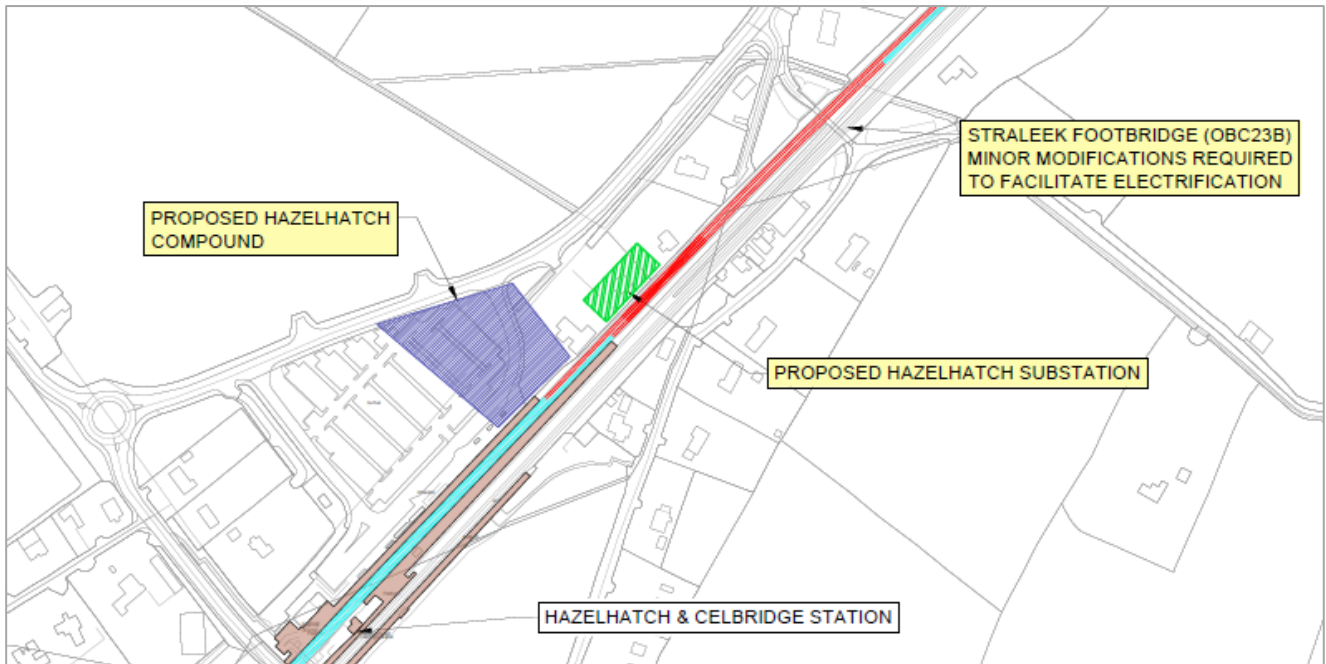 STRALEEK FOOTBRIDGE (OBC23B)
MINOR MODIFICATIONS REQUIRED
TO FACILITATE ELECTRIFICATION
PROPOSED HAZELHATCH
COMPOUND
PROPOSED HAZELHATCH SUBSTATION
HAZELHATCH & CELBRIDGE STATION